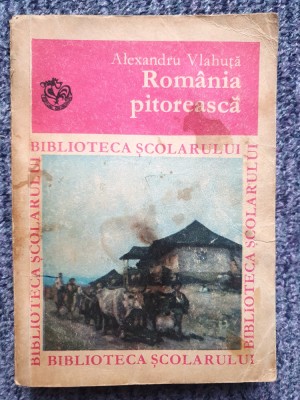 Alexandru Vlahuță
România
pitorească
BIBLIOTECA ȘCOLARULUI
BIBLIOTECA ȘCOLARULUI
BIBLIOTECA ȘCOLARULUI
BIBLIOTECA ȘCOLARULUI